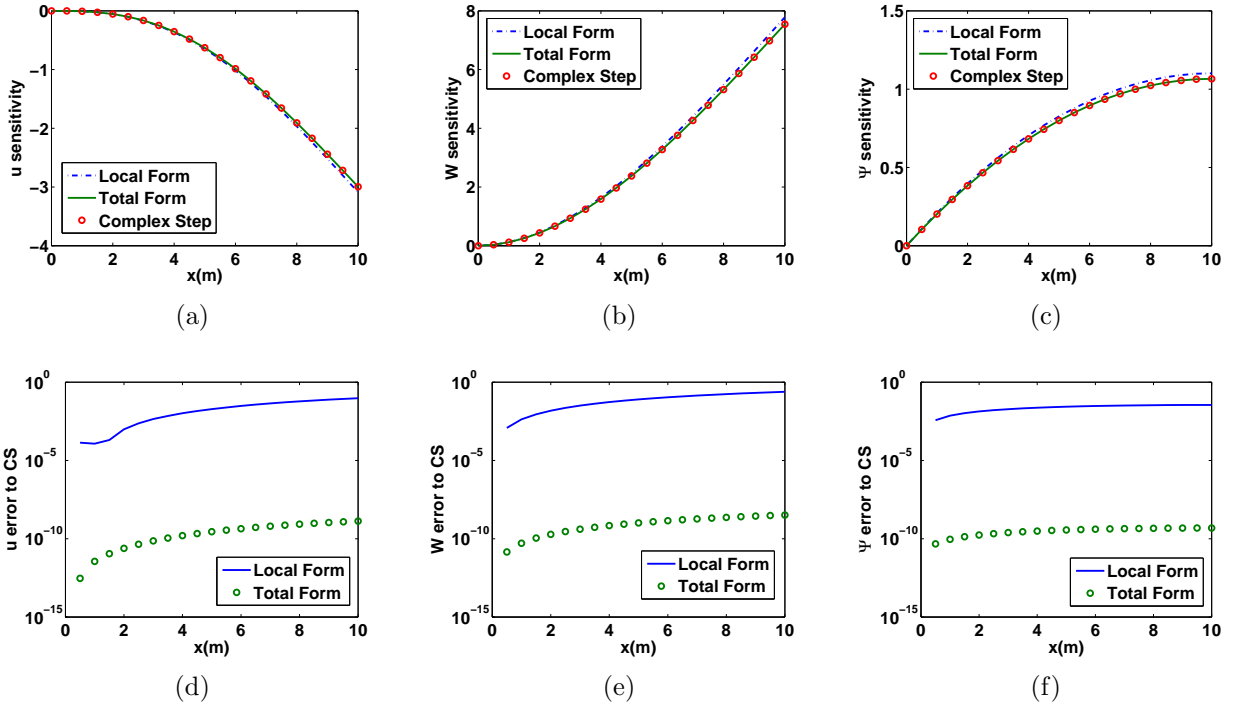 0
−1
−2
−3
−4
0 2 4 6 8 10
x(m)
u sensitivity
Local Form
Total Form
Complex Step
(a)
8
6
4
2
0
0 2 4 6 8 10
x(m)
W sensitivity
Local Form
Total Form
Complex Step
(b)
1.5
1
0.5
0
0 2 4 6 8 10
x(m)
Ψ sensitivity
Local Form
Total Form
Complex Step
(c)
10^0
10^−5
10^−10
10^−15
0 2 4 6 8 10
x(m)
u error to CS
Local Form
Total Form
(d)
10^0
10^−5
10^−10
10^−15
0 2 4 6 8 10
x(m)
W error to CS
Local Form
Total Form
(e)
10^0
10^−5
10^−10
10^−15
0 2 4 6 8 10
x(m)
Ψ error to CS
Local Form
Total Form
(f)